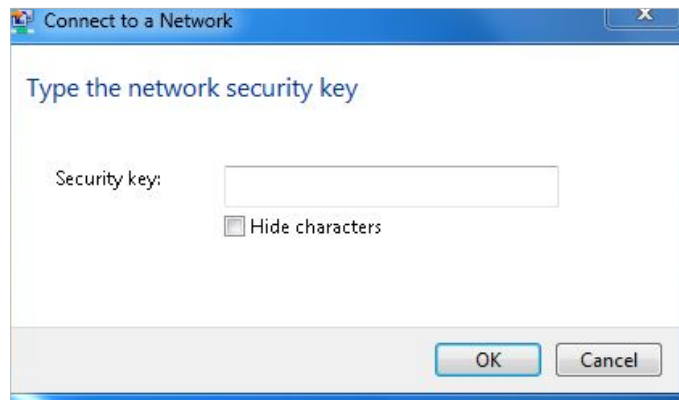 Connect to a Network
X
Type the network security key
Security key:
Hide characters
OK
Cancel